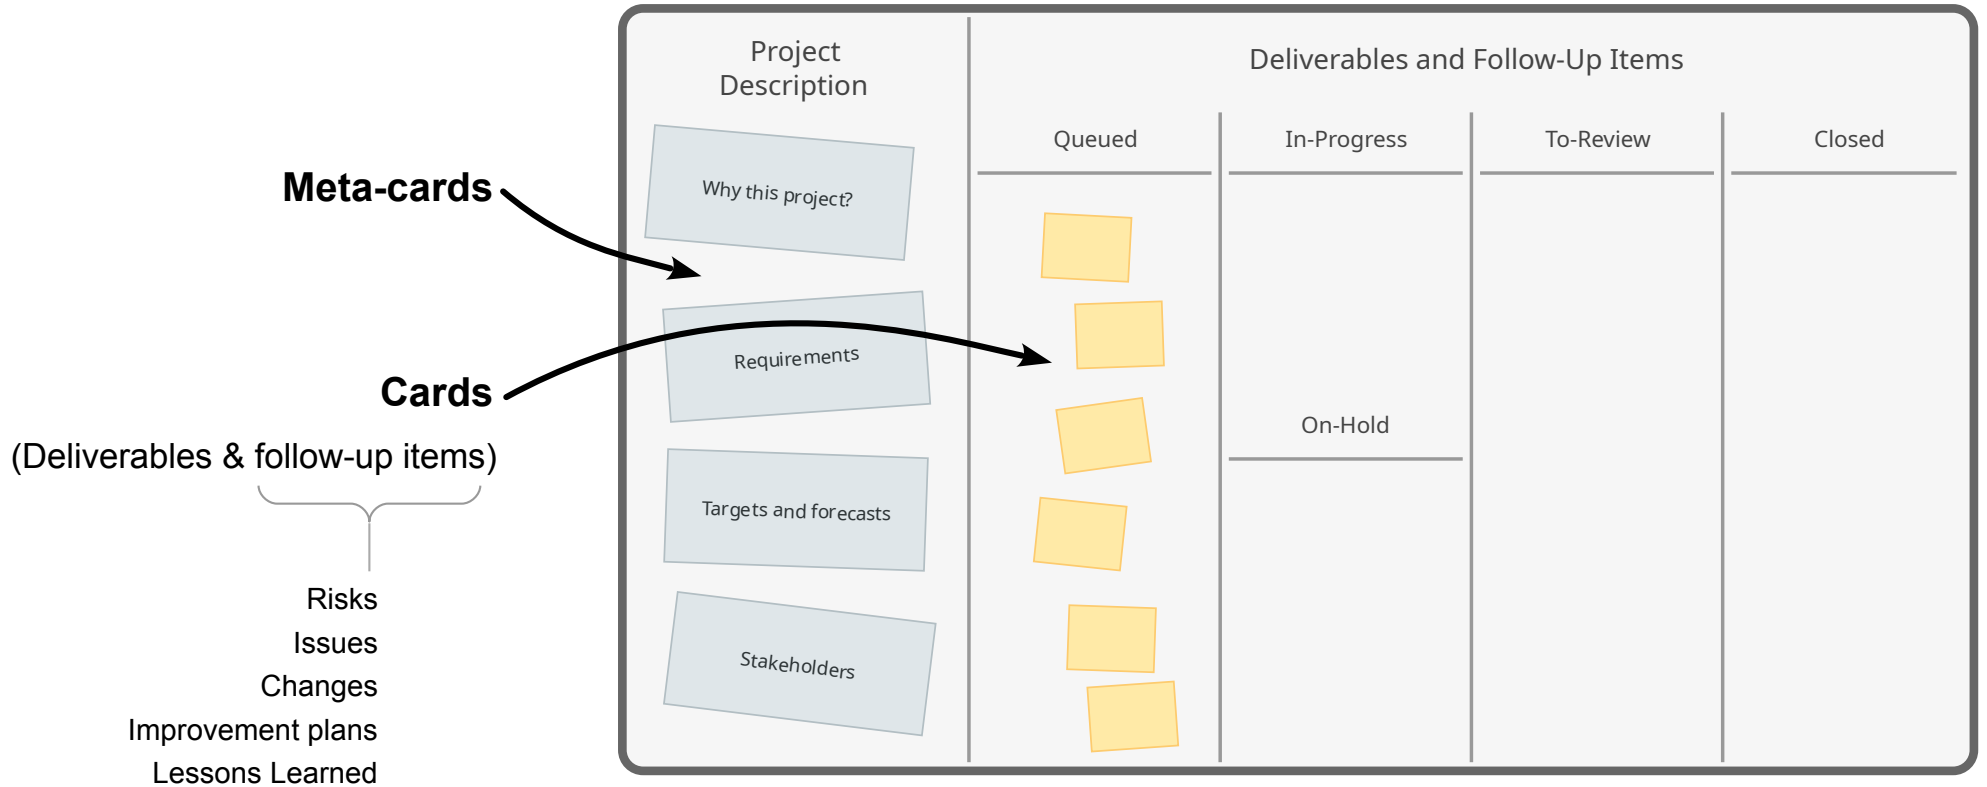 Meta-cards
Cards
(Deliverables & follow-up items)
Risks
Issues
Changes
Improvement plans
Lessons Learned
Project
Description
Why this project?
Requirements
Targets and forecasts
Stakeholders
Deliverables and Follow-Up Items
Queued
In-Progress
To-Review
Closed
On-Hold